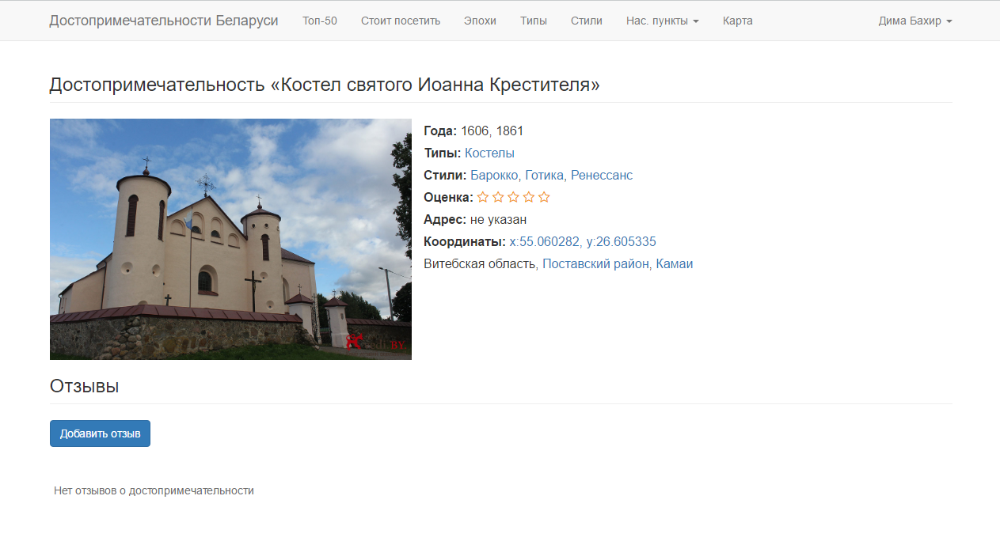 Достопримечательности Беларуси Топ-50 Стоит посетить Эпохи Типы Стили Нас. пункты Карта Дима Бахир
Достопримечательность «Костел святого Иоанна Крестителя»
Года: 1606, 1861
Типы: Костелы
Стили: Барокко, Готика, Ренессанс
Оценка:
Адрес: не указан
Координаты: x:55.060282, y:26.605335
Витебская область, Поставский район, Камаи
BY
Отзывы
Добавить отзыв
Нет отзывов о достопримечательности